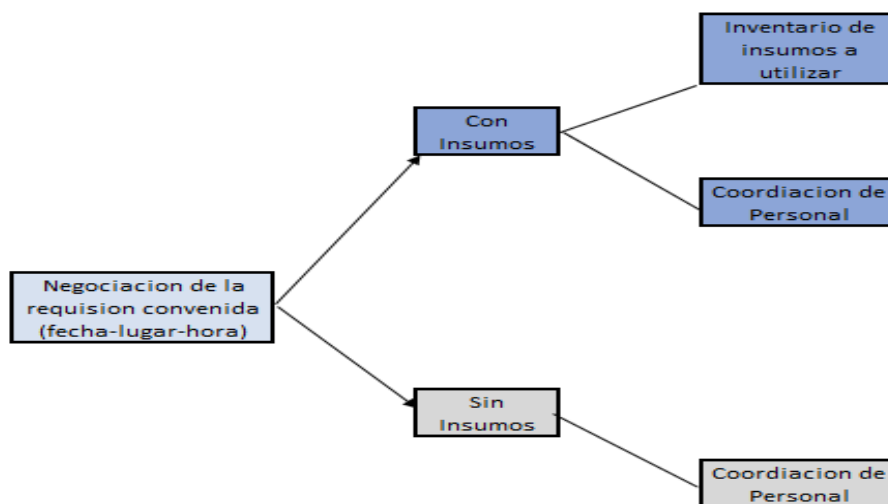 Inventario de
insumos a
utilizar
Con
Insumos
Coordiacion de
Personal
Negociacion de la
requision convenida
(fecha-lugar-hora)
Sin
Insumos
Coordiacion de
Personal